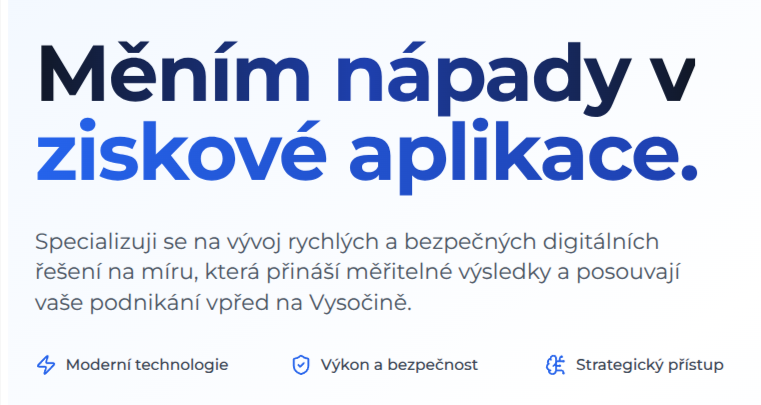 Měním nápady v
ziskové aplikace.
Specializuji se na vývoj rychlých a bezpečných digitálních
řešení na míru, která přináší měřitelné výsledky a posouvají
vaše podnikání vpřed na Vysočině.
Moderní technologie
Výkon a bezpečnost
Strategický přístup